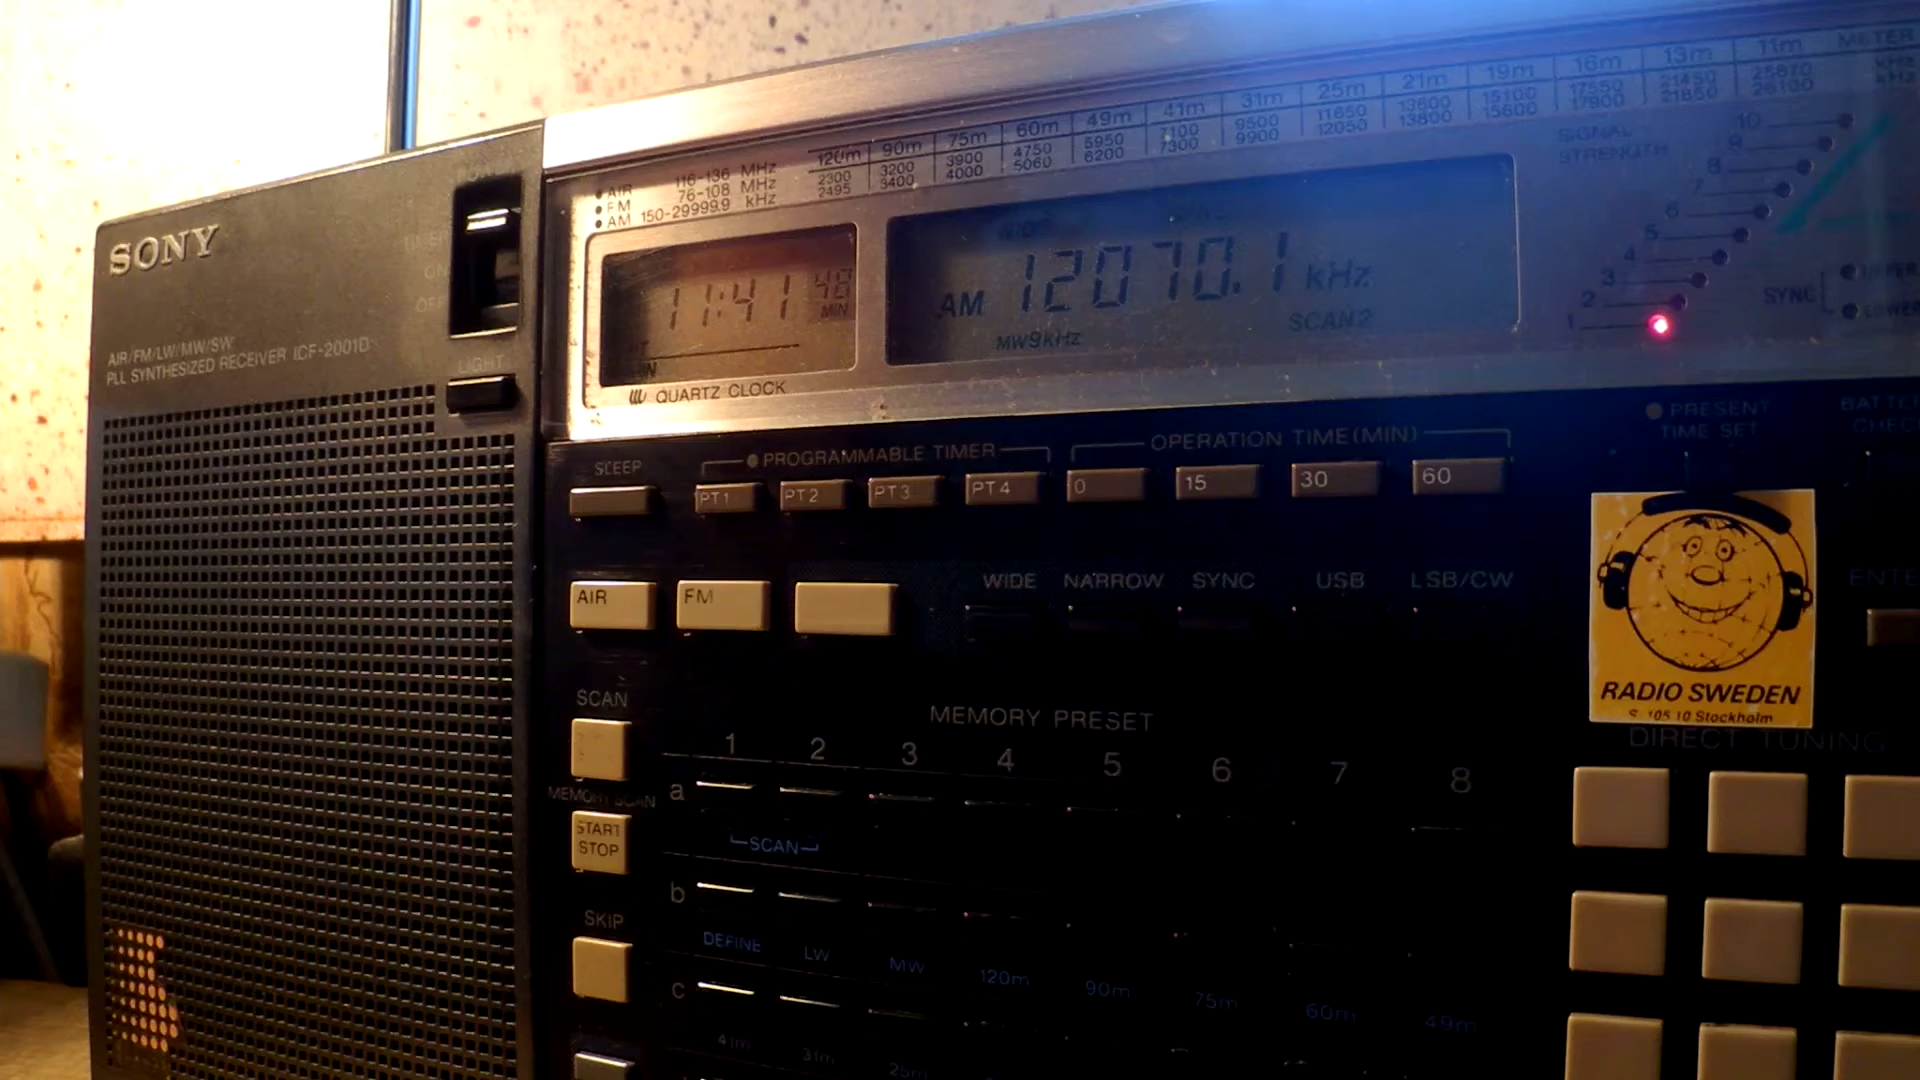 SONY
AIR/FM/LW/MW/SW
PLL SYNTHESIZED RECEIVER ICF-2001D
LIGHT
AIR 116-136 MHz
FM 76-108 MHz
AM 150-29999.9 kHz
120m 90m 75m 60m 49m 41m 31m 25m 21m 19m 16m 13m 11m METER
2300 3200 3900 4750 5950 7100 9500 11650 13600 15100 17550 21450 25670 kHz
2495 3400 4000 5060 6200 7300 9900 12050 13800 15600 17900 21850 26100 kHz
11:41 48 MIN
QUARTZ CLOCK
AM 12070.1 kHz
MW9kHz SCAN2
SIGNAL
STRENGTH
10
9
8
7
6
5
4
3
2
1
SYNC
UPPER
LOWER
SLEEP
PROGRAMMABLE TIMER
OPERATION TIME(MIN)
PRESENT
TIME SET
PT1 PT2 PT3 PT4 0 15 30 60
AIR FM
WIDE NARROW SYNC USB LSB/CW
RADIO SWEDEN
S-105 10 Stockholm
DIRECT TUNING
SCAN
MEMORY PRESET
1 2 3 4 5 6 7 8
MEMORY SCAN
START
STOP
a
SCAN
b
SKIP
DEFINE LW MW 120m 90m 75m 60m 49m
c
41m 31m 25m